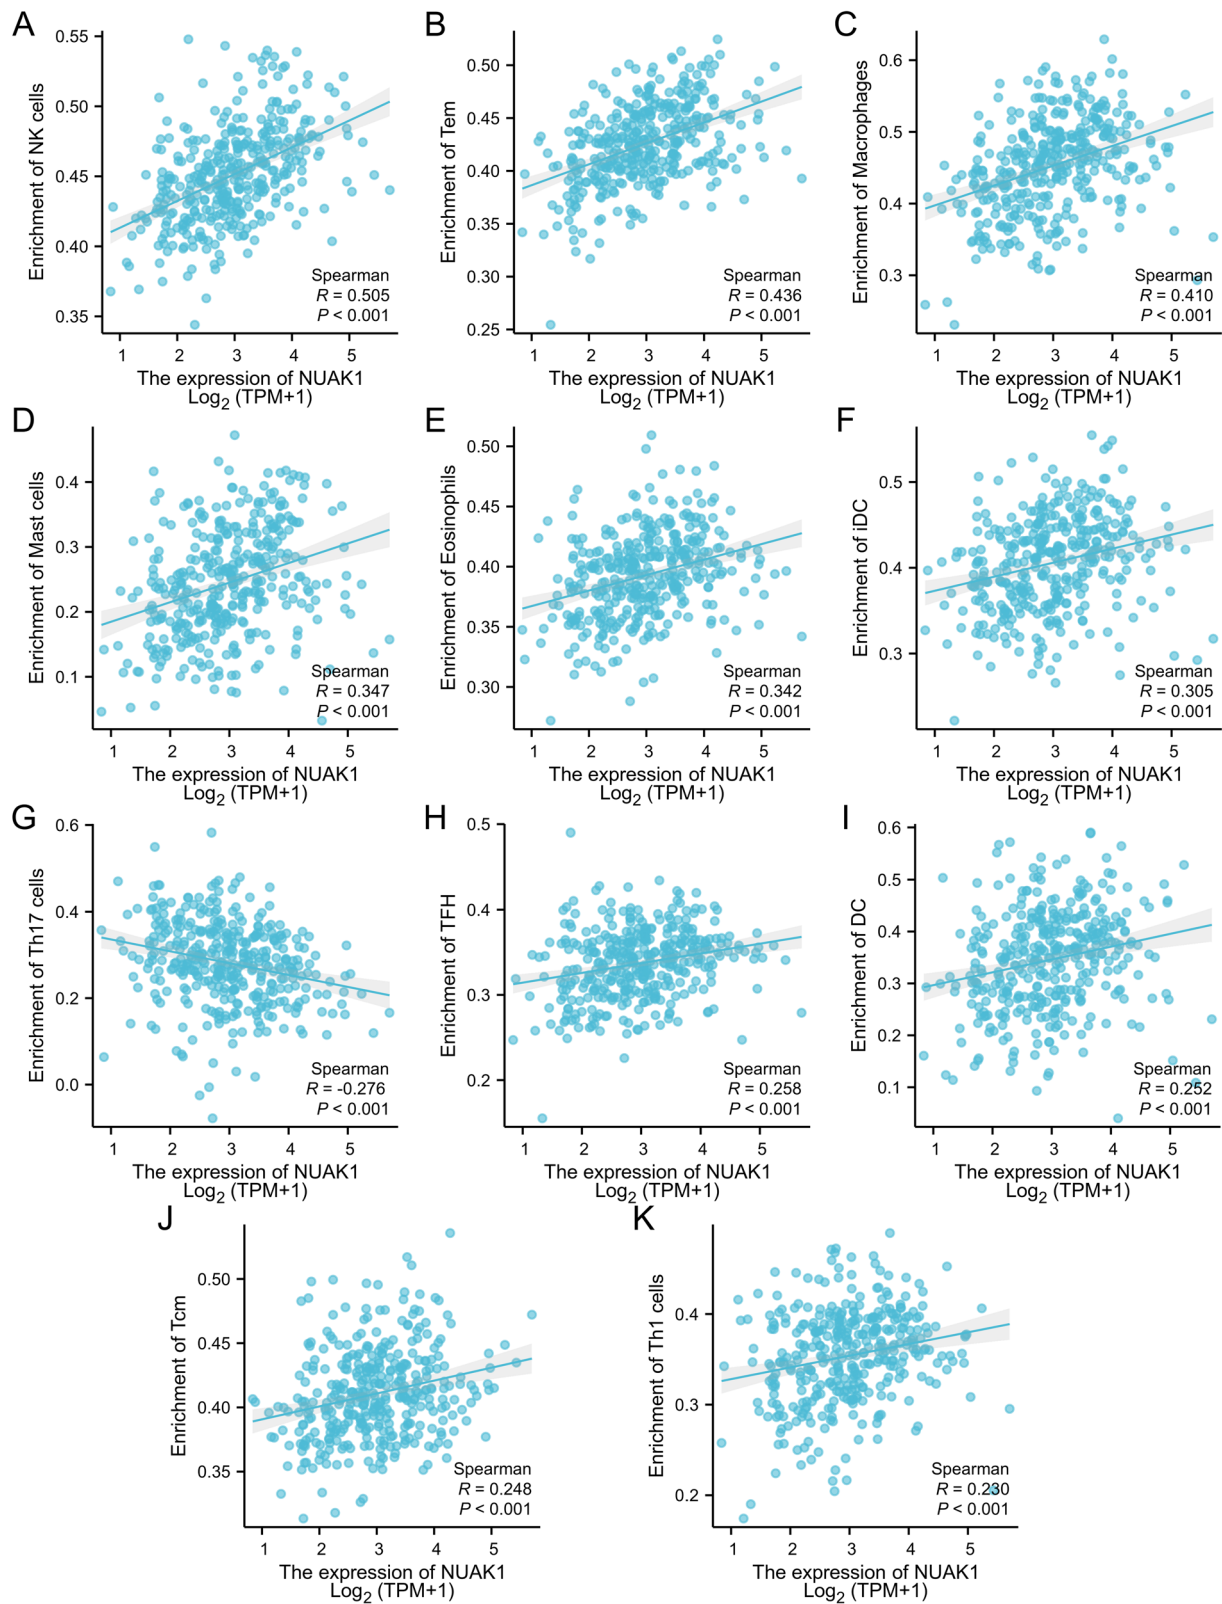 A
Enrichment of NK cells
0.55
0.50
0.45
0.40
0.35
Spearman
R = 0.505
P < 0.001
1 2 3 4 5
The expression of NUAK1
Log2 (TPM+1)
B
Enrichment of Tem
0.50
0.45
0.40
0.35
0.30
0.25
Spearman
R = 0.436
P < 0.001
1 2 3 4 5
The expression of NUAK1
Log2 (TPM+1)
C
Enrichment of Macrophages
0.6
0.5
0.4
0.3
Spearman
R = 0.410
P < 0.001
1 2 3 4 5
The expression of NUAK1
Log2 (TPM+1)
D
Enrichment of Mast cells
0.4
0.3
0.2
0.1
Spearman
R = 0.347
P < 0.001
1 2 3 4 5
The expression of NUAK1
Log2 (TPM+1)
E
Enrichment of Eosinophils
0.50
0.45
0.40
0.35
0.30
Spearman
R = 0.342
P < 0.001
1 2 3 4 5
The expression of NUAK1
Log2 (TPM+1)
F
Enrichment of iDC
0.5
0.4
0.3
Spearman
R = 0.305
P < 0.001
1 2 3 4 5
The expression of NUAK1
Log2 (TPM+1)
G
Enrichment of Th17 cells
0.6
0.4
0.2
0.0
Spearman
R = -0.276
P < 0.001
1 2 3 4 5
The expression of NUAK1
Log2 (TPM+1)
H
Enrichment of TFH
0.5
0.4
0.3
0.2
Spearman
R = 0.258
P < 0.001
1 2 3 4 5
The expression of NUAK1
Log2 (TPM+1)
I
Enrichment of DC
0.6
0.5
0.4
0.3
0.2
0.1
Spearman
R = 0.252
P < 0.001
1 2 3 4 5
The expression of NUAK1
Log2 (TPM+1)
J
Enrichment of Tcm
0.50
0.45
0.40
0.35
Spearman
R = 0.248
P < 0.001
1 2 3 4 5
The expression of NUAK1
Log2 (TPM+1)
K
Enrichment of Th1 cells
0.4
0.3
0.2
Spearman
R = 0.230
P < 0.001
1 2 3 4 5
The expression of NUAK1
Log2 (TPM+1)